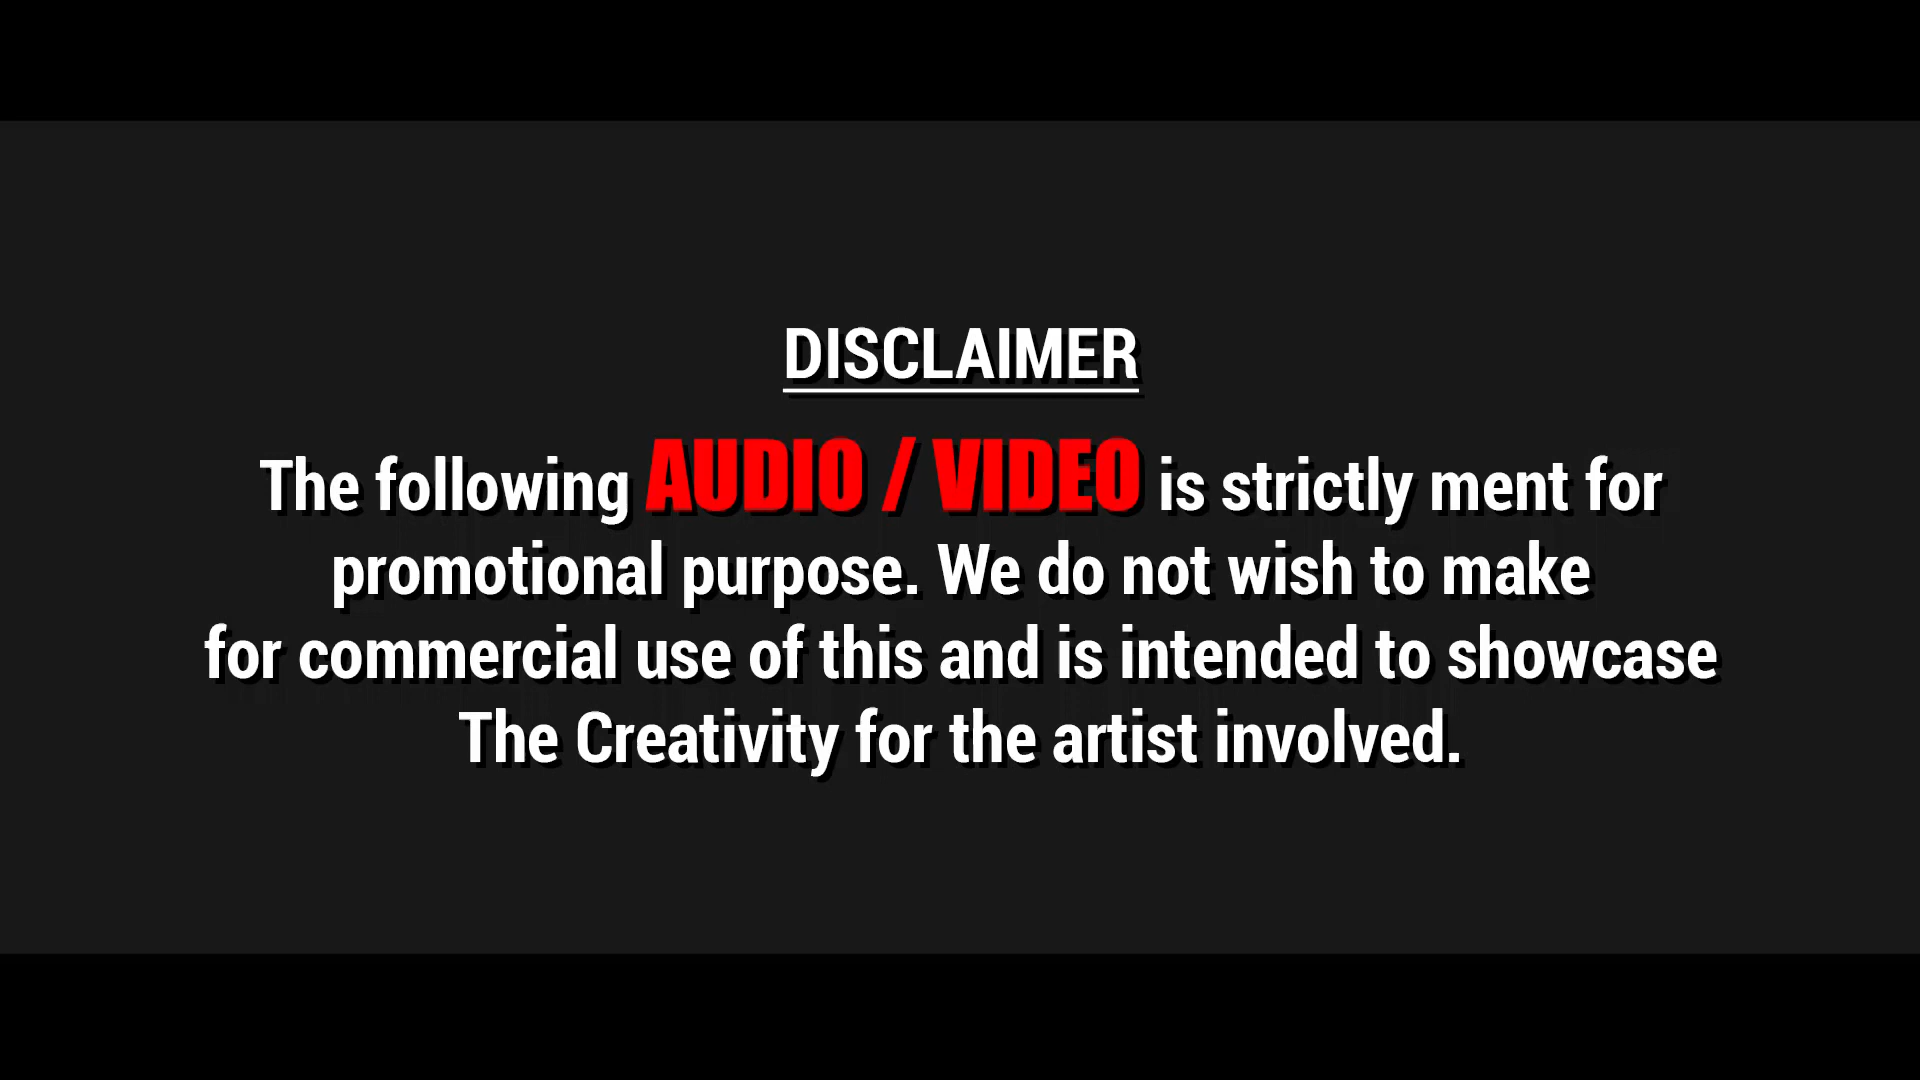 DISCLAIMER
The following AUDIO / VIDEO is strictly ment for
promotional purpose. We do not wish to make
for commercial use of this and is intended to showcase
The Creativity for the artist involved.